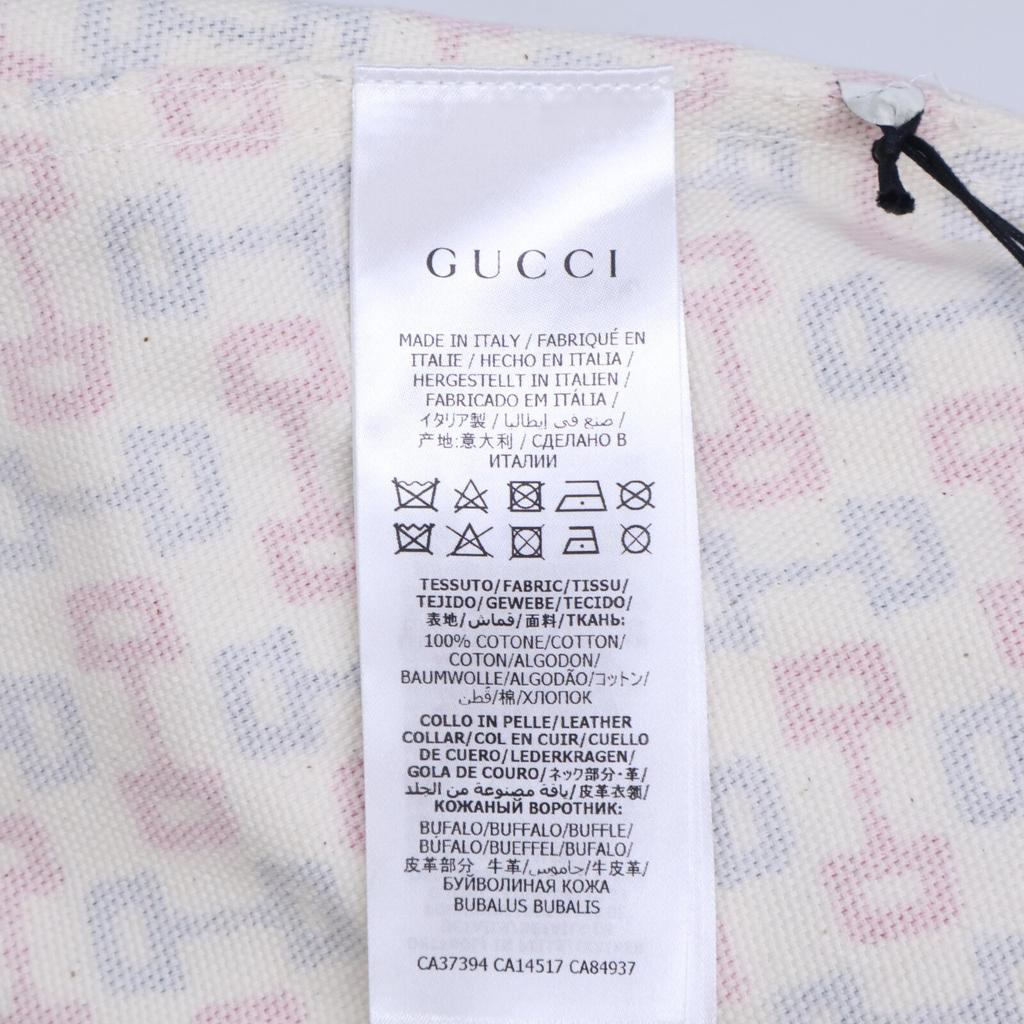 GUCCI
MADE IN ITALY / FABRIQUÉ EN
ITALIE / HECHO EN ITALIA /
HERGESTELLT IN ITALIEN /
FABRICADO EM ITÁLIA /
イタリア製 / صنع في إيطاليا /
产地:意大利 / СДЕЛАНО В
ИТАЛИИ
TESSUTO/FABRIC/TISSU/
TEJIDO/GEWEBE/TECIDO/
表地/قماش/面料/ТКАНЬ:
100% COTONE/COTTON/
COTON/ALGODON/
BAUMWOLLE/ALGODÃO/コットン/
قطن/棉/ХЛОПОК
COLLO IN PELLE/LEATHER
COLLAR/COL EN CUIR/CUELLO
DE CUERO/LEDERKRAGEN/
GOLA DE COURO/ネック部分・革/
ياقة مصنوعة من الجلد/皮革衣领/
КОЖАНЫЙ ВОРОТНИК:
BUFALO/BUFFALO/BUFFLE/
BÚFALO/BUEFFEL/BUFALO/
皮革部分 牛革/جاموس/牛皮革/
БУЙВОЛИНАЯ КОЖА
BUBALUS BUBALIS
CA37394 CA14517 CA84937